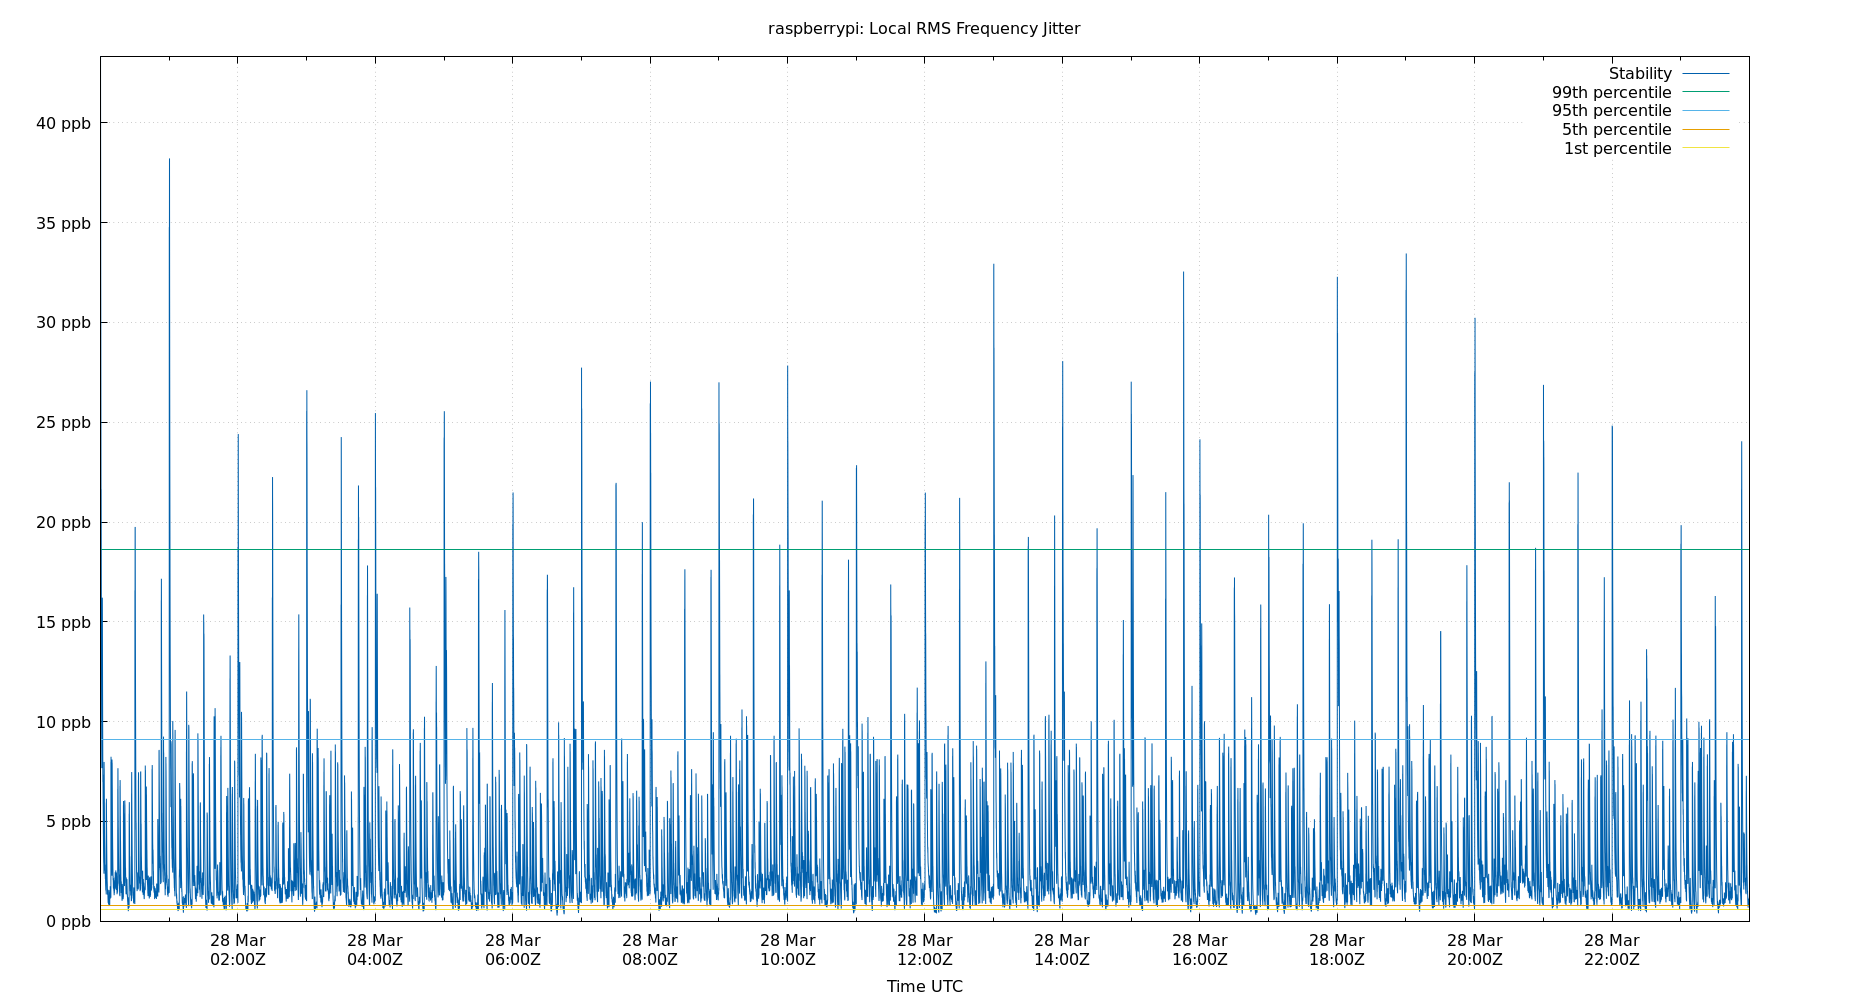 raspberrypi: Local RMS Frequency Jitter
Stability
99th percentile
95th percentile
5th percentile
1st percentile
40 ppb
35 ppb
30 ppb
25 ppb
20 ppb
15 ppb
10 ppb
5 ppb
0 ppb
28 Mar 28 Mar 28 Mar 28 Mar 28 Mar 28 Mar 28 Mar 28 Mar 28 Mar 28 Mar 28 Mar
02:00Z 04:00Z 06:00Z 08:00Z 10:00Z 12:00Z 14:00Z 16:00Z 18:00Z 20:00Z 22:00Z
Time UTC